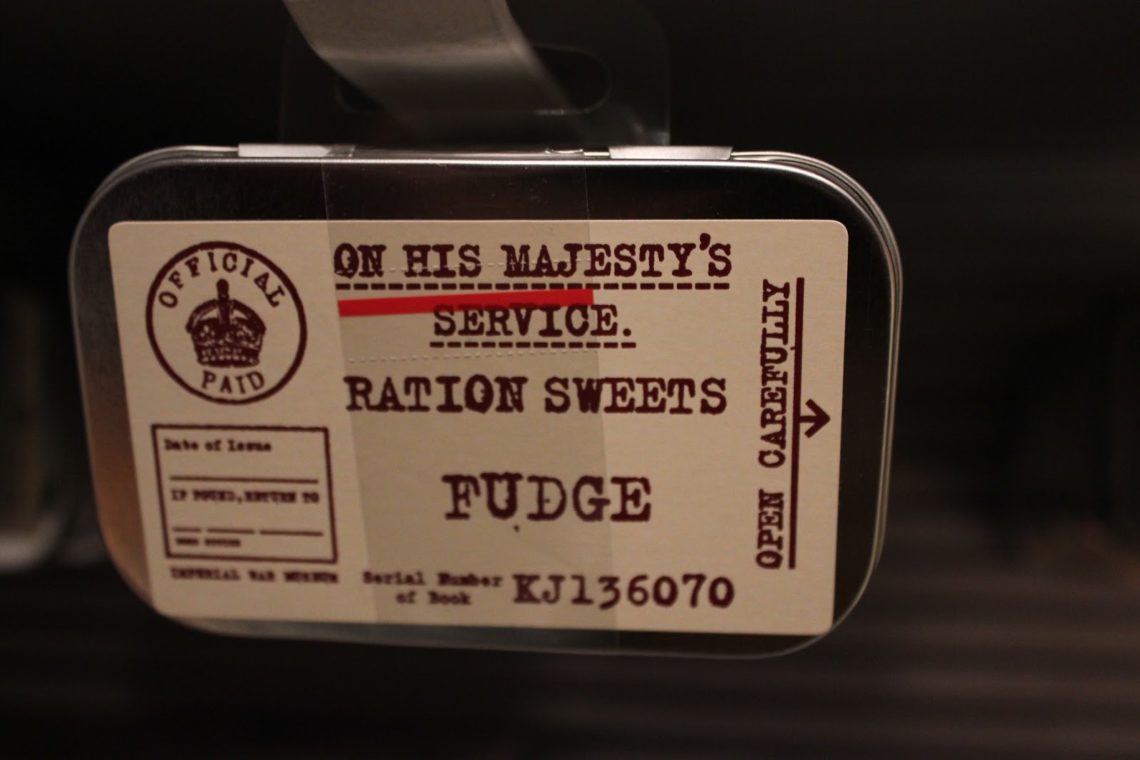 OFFICIAL
PAID
ON HIS MAJESTY'S
SERVICE.
RATION SWEETS
FUDGE
Date of Issue
IF FOUND, RETURN TO
IMPERIAL WAR MUSEUM
Serial Number
of Book
KJ136070
OPEN CAREFULLY